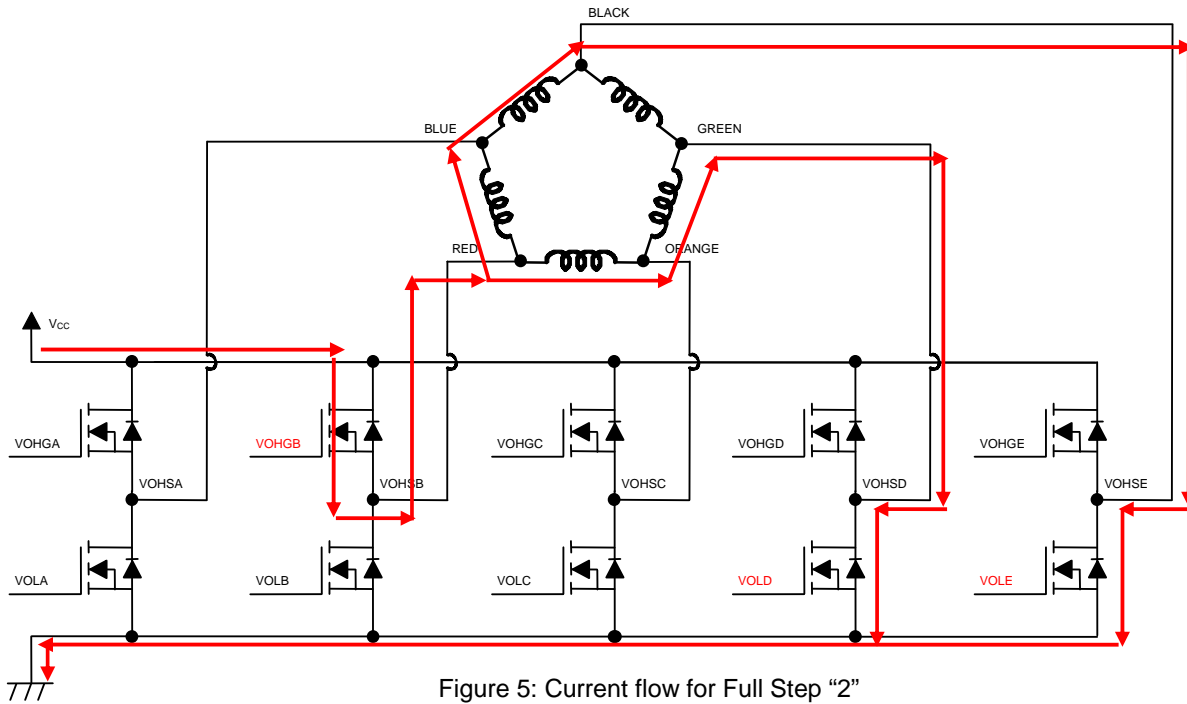 BLACK
BLUE
GREEN
RED
ORANGE
VCC
VOHGA
VOHGB
VOHGC
VOHGD
VOHGE
VOHSA
VOHSB
VOHSC
VOHSD
VOHSE
VOLA
VOLB
VOLC
VOLD
VOLE
Figure 5: Current flow for Full Step “2”